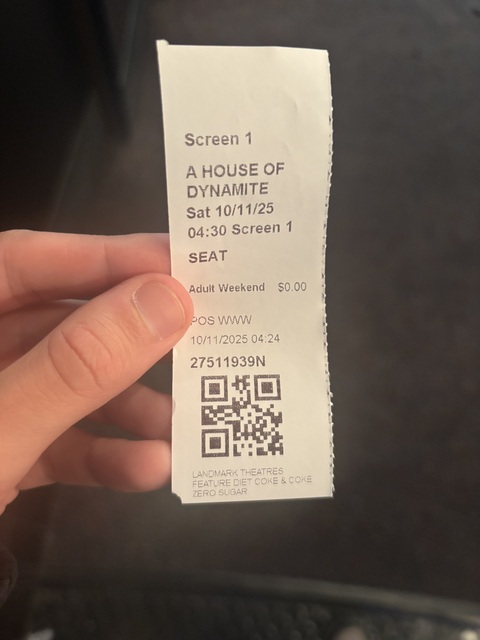 Screen 1
A HOUSE OF
DYNAMITE
Sat 10/11/25
04:30 Screen 1
SEAT
Adult Weekend $0.00
POS WWW
10/11/2025 04:24
27511939N
LANDMARK THEATRES
FEATURE DIET COKE & COKE
ZERO SUGAR